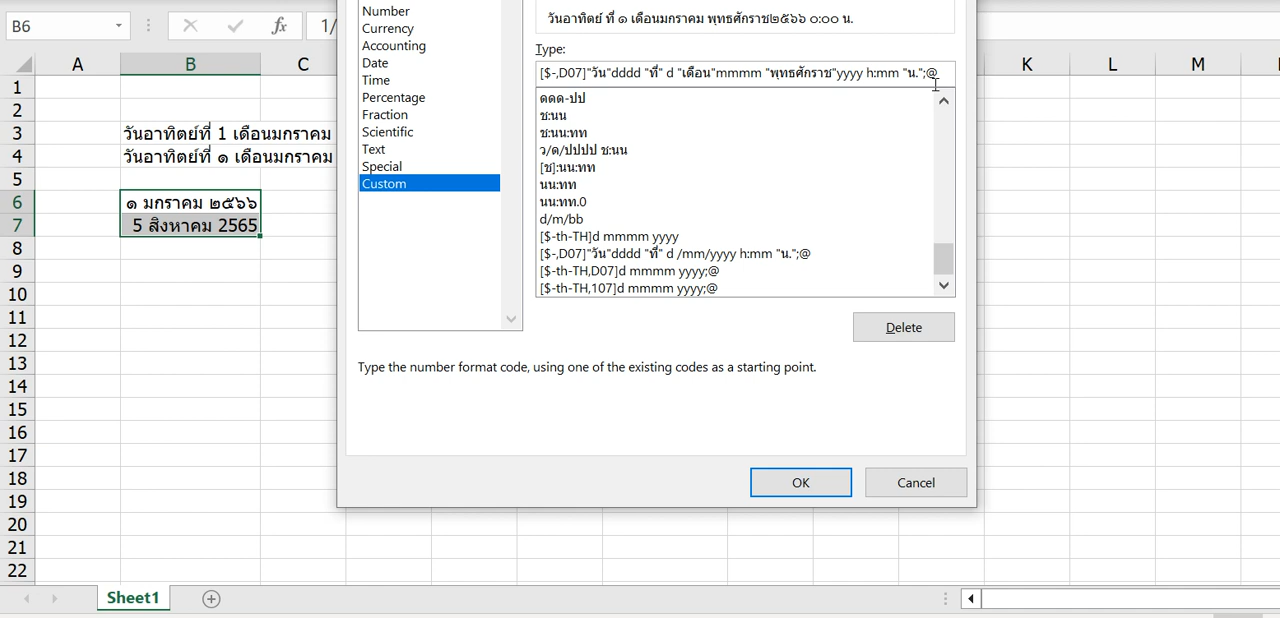 B6
fx
1/
A B C K L M
1
2
3 วันอาทิตย์ที่ 1 เดือนมกราคม
4 วันอาทิตย์ที่ ๑ เดือนมกราคม
5
6 ๑ มกราคม ๒๕๖๖
7 5 สิงหาคม 2565
8
9
10
11
12
13
14
15
16
17
18
19
20
21
22
Number
Currency
Accounting
Date
Time
Percentage
Fraction
Scientific
Text
Special
Custom
วันอาทิตย์ ที่ ๑ เดือนมกราคม พุทธศักราช๒๕๖๖ ๐:๐๐ น.
Type:
[$-,D07]"วัน"dddd "ที่" d "เดือน"mmmm "พุทธศักราช"yyyy h:mm "น.";@
ดดด-ปป
ช:นน
ช:นน:ทท
ว/ด/ปปปป ช:นน
[ช]:นน:ทท
นน:ทท
นน:ทท.0
d/m/bb
[$-th-TH]d mmmm yyyy
[$-,D07]"วัน"dddd "ที่" d /mm/yyyy h:mm "น.";@
[$-th-TH,D07]d mmmm yyyy;@
[$-th-TH,107]d mmmm yyyy;@
Delete
Type the number format code, using one of the existing codes as a starting point.
OK Cancel
Sheet1